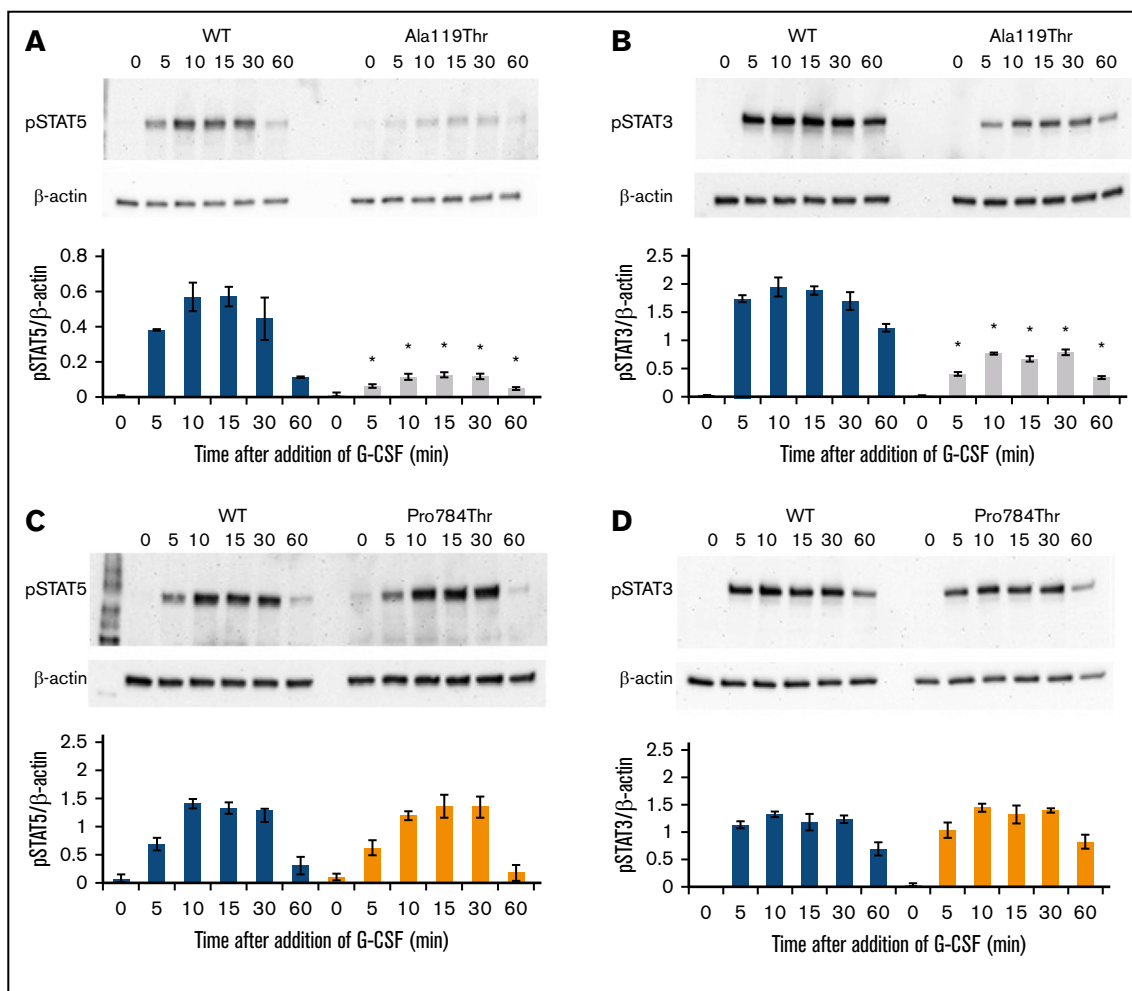 A
WT Ala119Thr
0 5 10 15 30 60 0 5 10 15 30 60
pSTAT5
β-actin
0.8
0.6
0.4
0.2
0
pSTAT5/β-actin
* * * * *
0 5 10 15 30 60 0 5 10 15 30 60
Time after addition of G-CSF (min)
B
WT Ala119Thr
0 5 10 15 30 60 0 5 10 15 30 60
pSTAT3
β-actin
2.5
2
1.5
1
0.5
0
pSTAT3/β-actin
* * * * *
0 5 10 15 30 60 0 5 10 15 30 60
Time after addition of G-CSF (min)
C
WT Pro784Thr
0 5 10 15 30 60 0 5 10 15 30 60
pSTAT5
β-actin
2.5
2
1.5
1
0.5
0
pSTAT5/β-actin
0 5 10 15 30 60 0 5 10 15 30 60
Time after addition of G-CSF (min)
D
WT Pro784Thr
0 5 10 15 30 60 0 5 10 15 30 60
pSTAT3
β-actin
2.5
2
1.5
1
0.5
0
pSTAT3/β-actin
0 5 10 15 30 60 0 5 10 15 30 60
Time after addition of G-CSF (min)